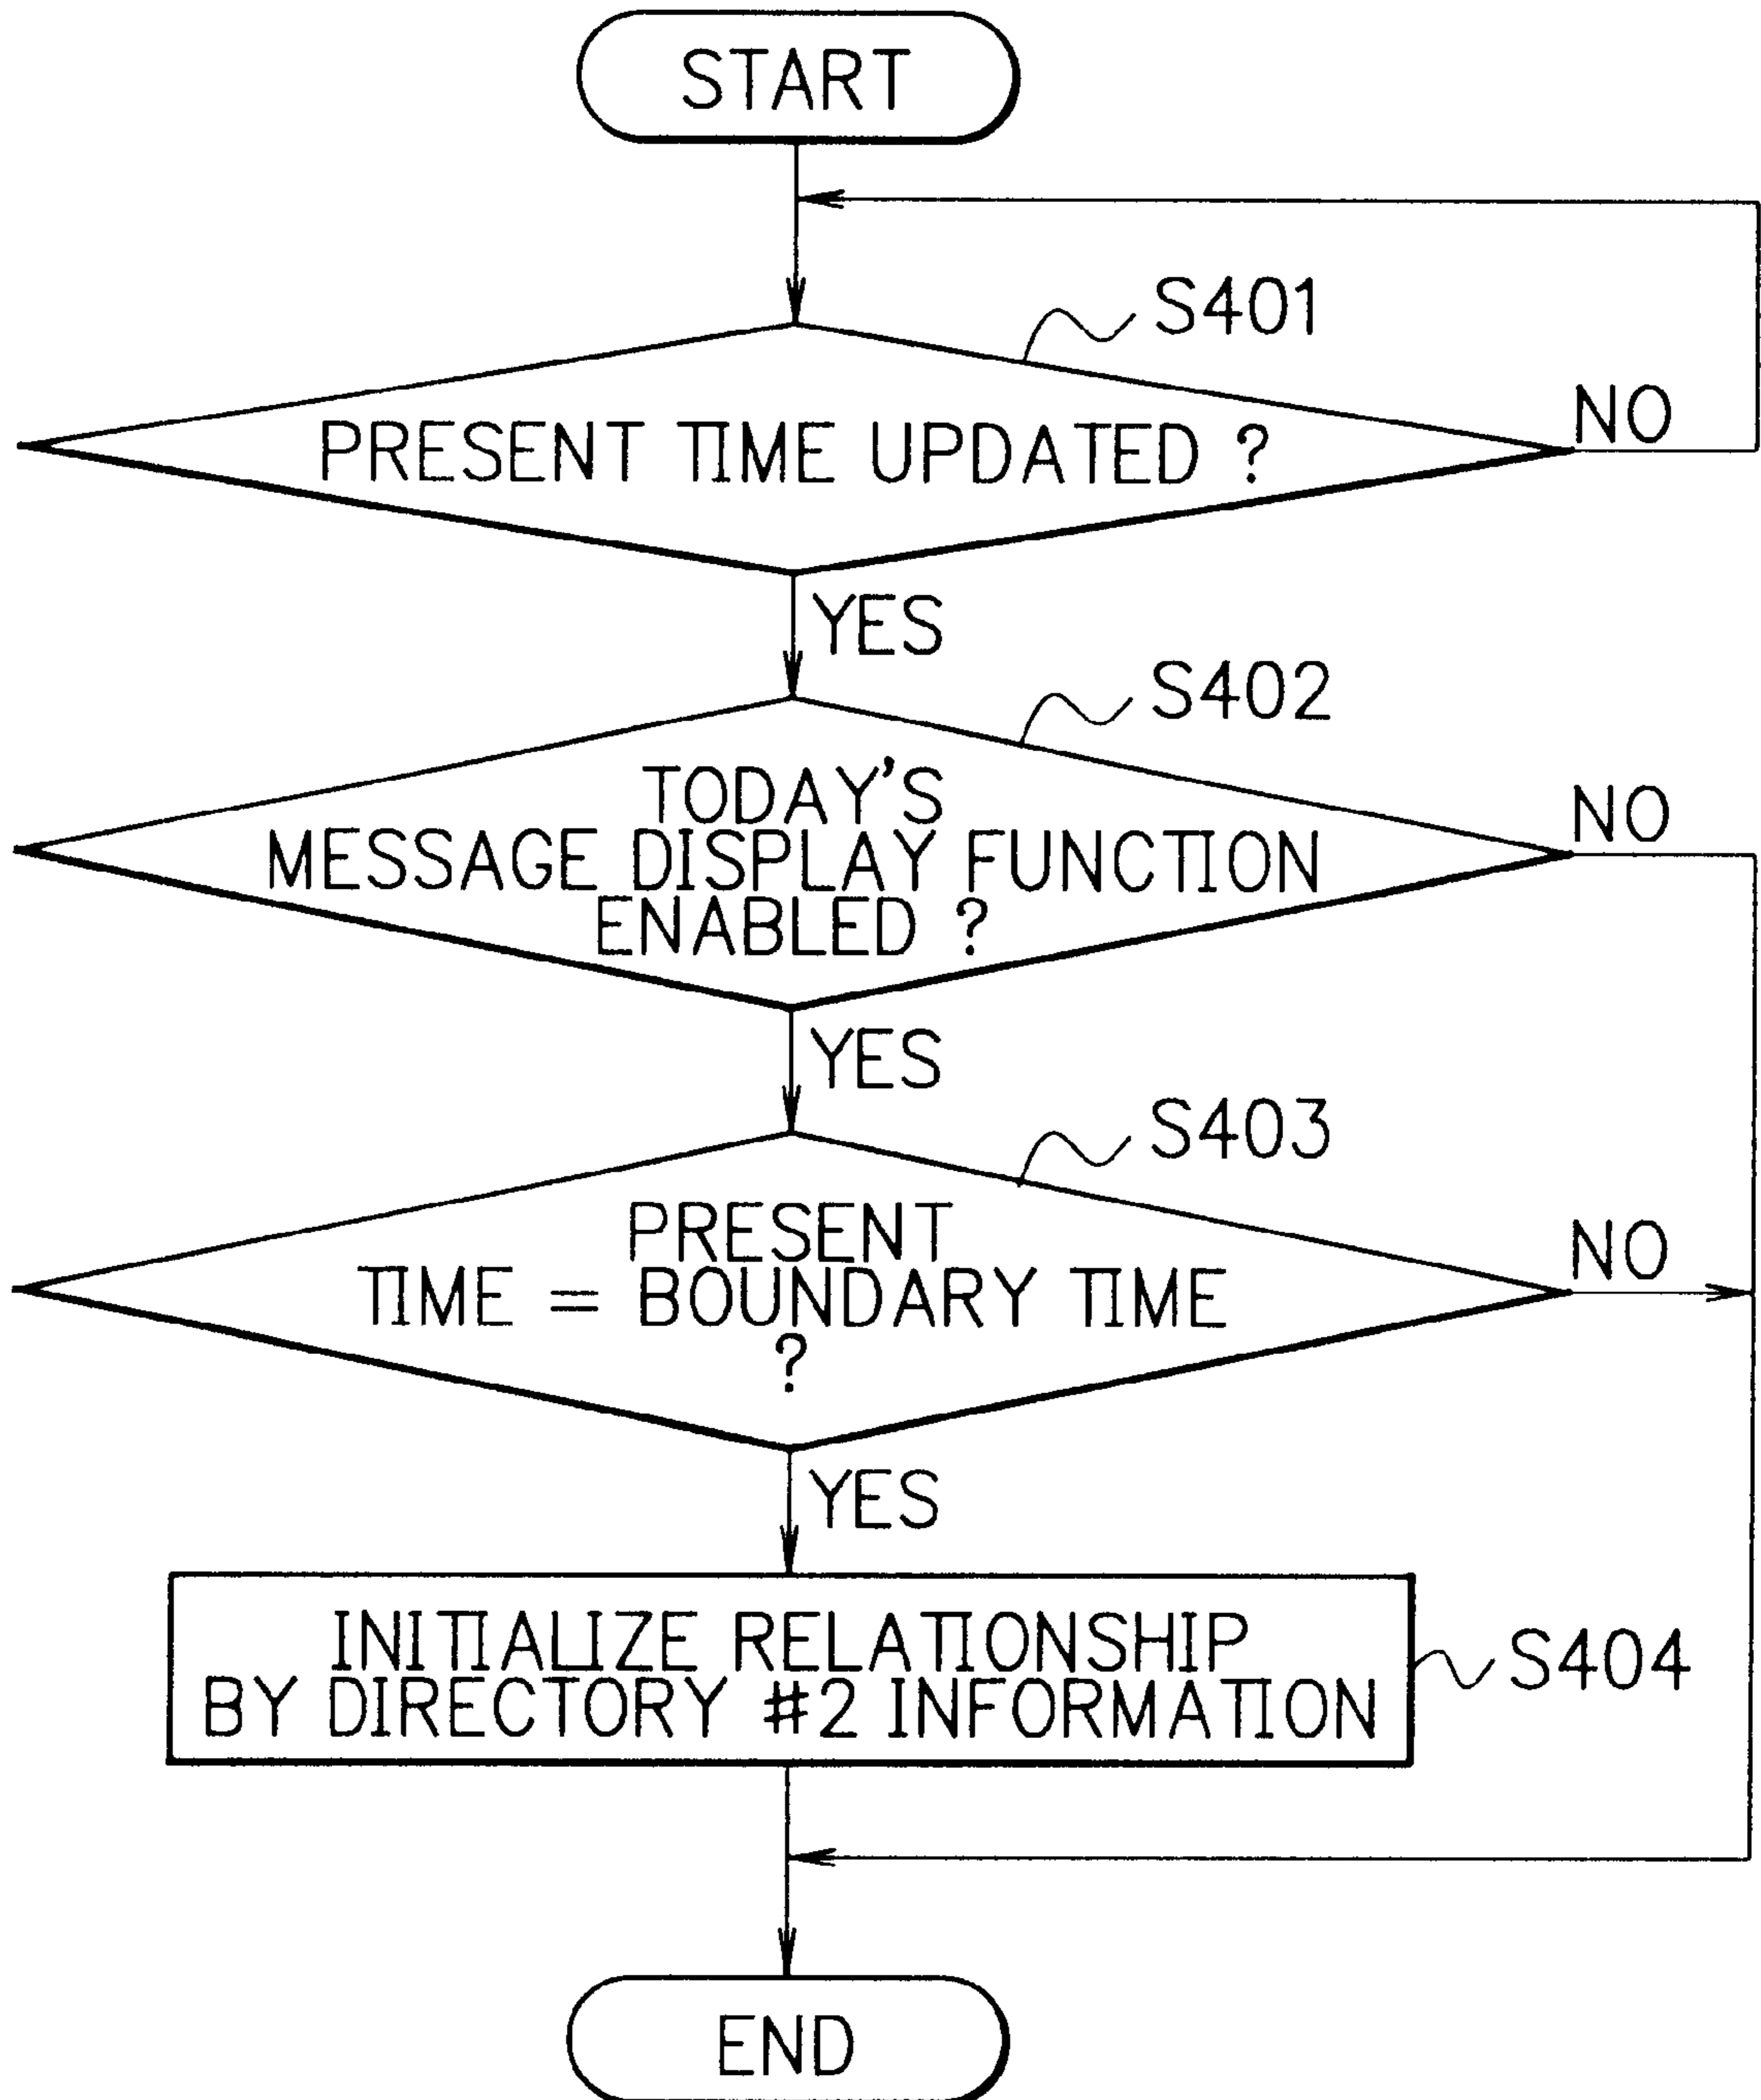 START
S401
PRESENT TIME UPDATED ?
NO
YES
S402
TODAY'S
MESSAGE DISPLAY FUNCTION
ENABLED ?
NO
YES
S403
PRESENT
TIME = BOUNDARY TIME
?
NO
YES
INITIALIZE RELATIONSHIP
BY DIRECTORY #2 INFORMATION
S404
END